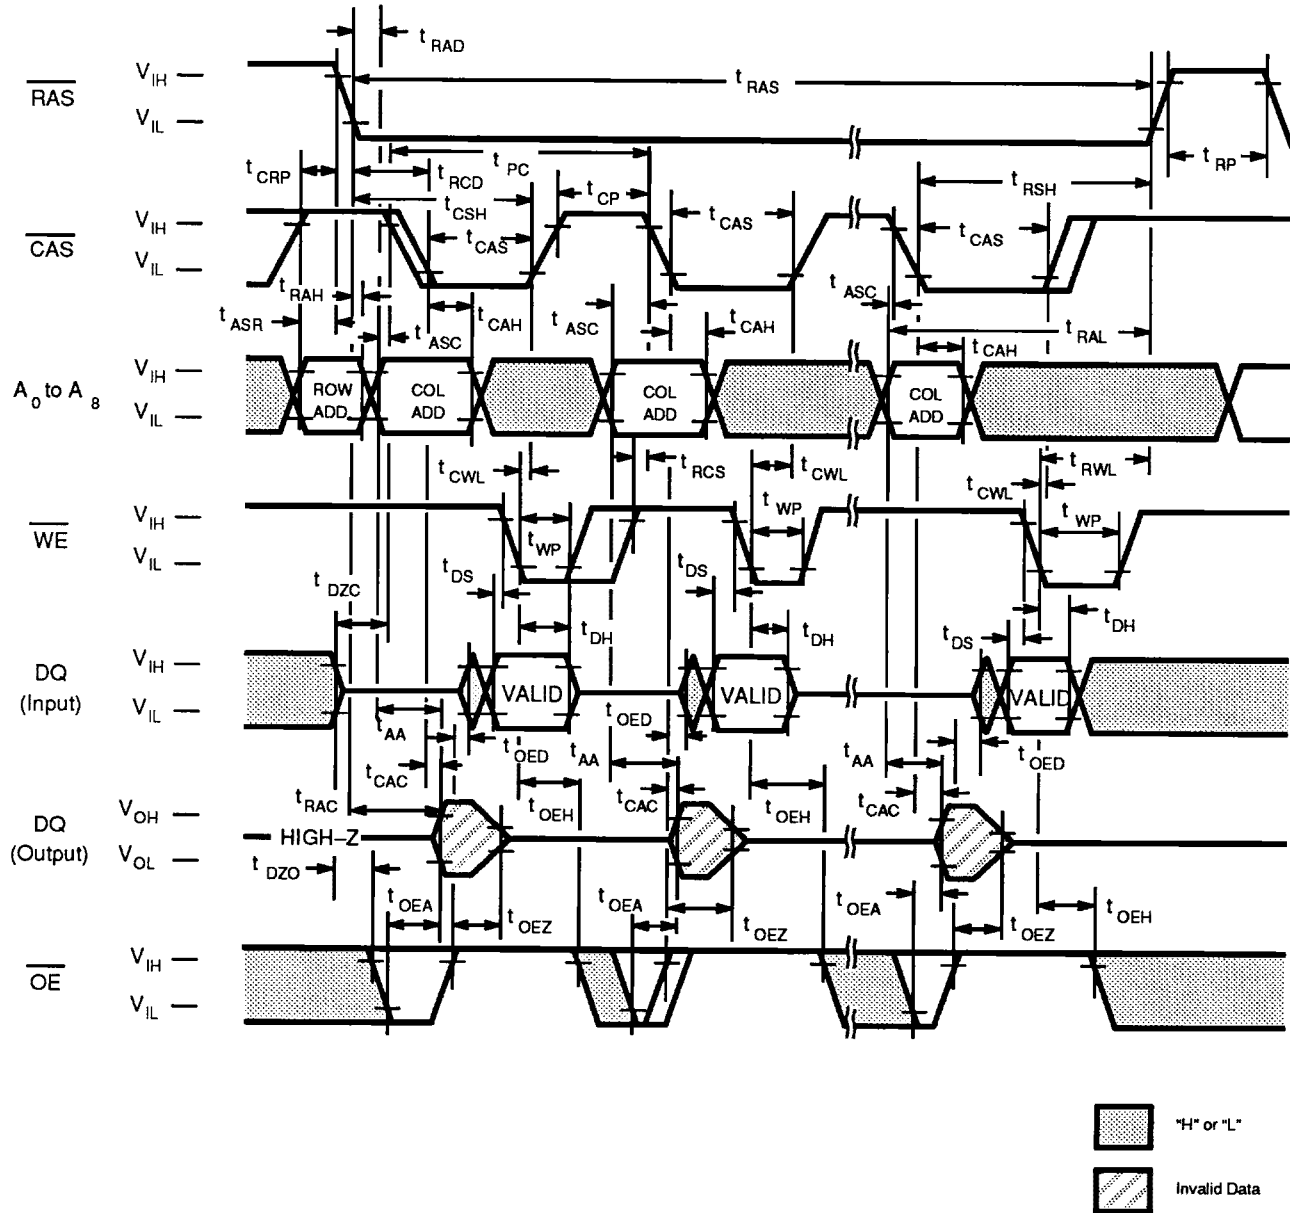 t RAD
RAS
V IH
V IL
t RAS
t CRP
t RCD
t PC
t CSH
t CP
t RSH
t RP
CAS
V IH
V IL
t CAS
t CAS
t CAS
t RAH
t ASR
t ASC
t CAH
t ASC
t CAH
t ASC
t RAL
t CAH
A 0 to A 8
V IH
V IL
ROW ADD
COL ADD
COL ADD
COL ADD
t CWL
t RCS
t CWL
t RWL
t CWL
WE
V IH
V IL
t WP
t WP
t WP
t DZC
t DS
t DH
t DS
t DH
t DS
t DH
DQ
(Input)
V IH
V IL
VALID
VALID
VALID
t AA
t OED
t OED
t AA
t OED
t AA
t CAC
t CAC
t CAC
t RAC
t OEH
t OEH
DQ
(Output)
V OH
V OL
HIGH–Z
t DZO
t OEA
t OEZ
t OEA
t OEZ
t OEA
t OEZ
t OEH
OE
V IH
V IL
"H" or "L"
Invalid Data